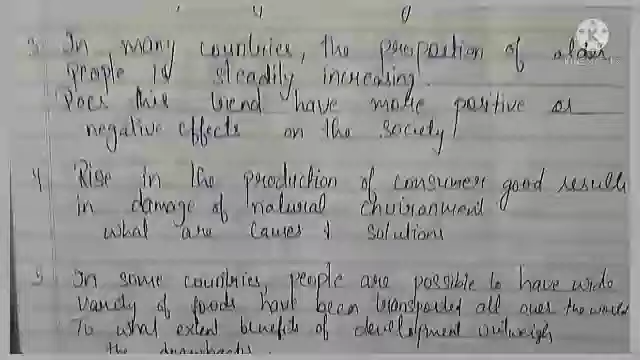 3 In many countries, the proportion of older
people is steadily increasing.
Does this trend have more positive or
negative effects on the society
4 Rise in the production of consumer good results
in damage of natural environment
what are causes & solutions
5 In some countries, people are possible to have wide
variety of foods have been transported all over the world
To what extent benefits of development outweigh
the drawbacks.